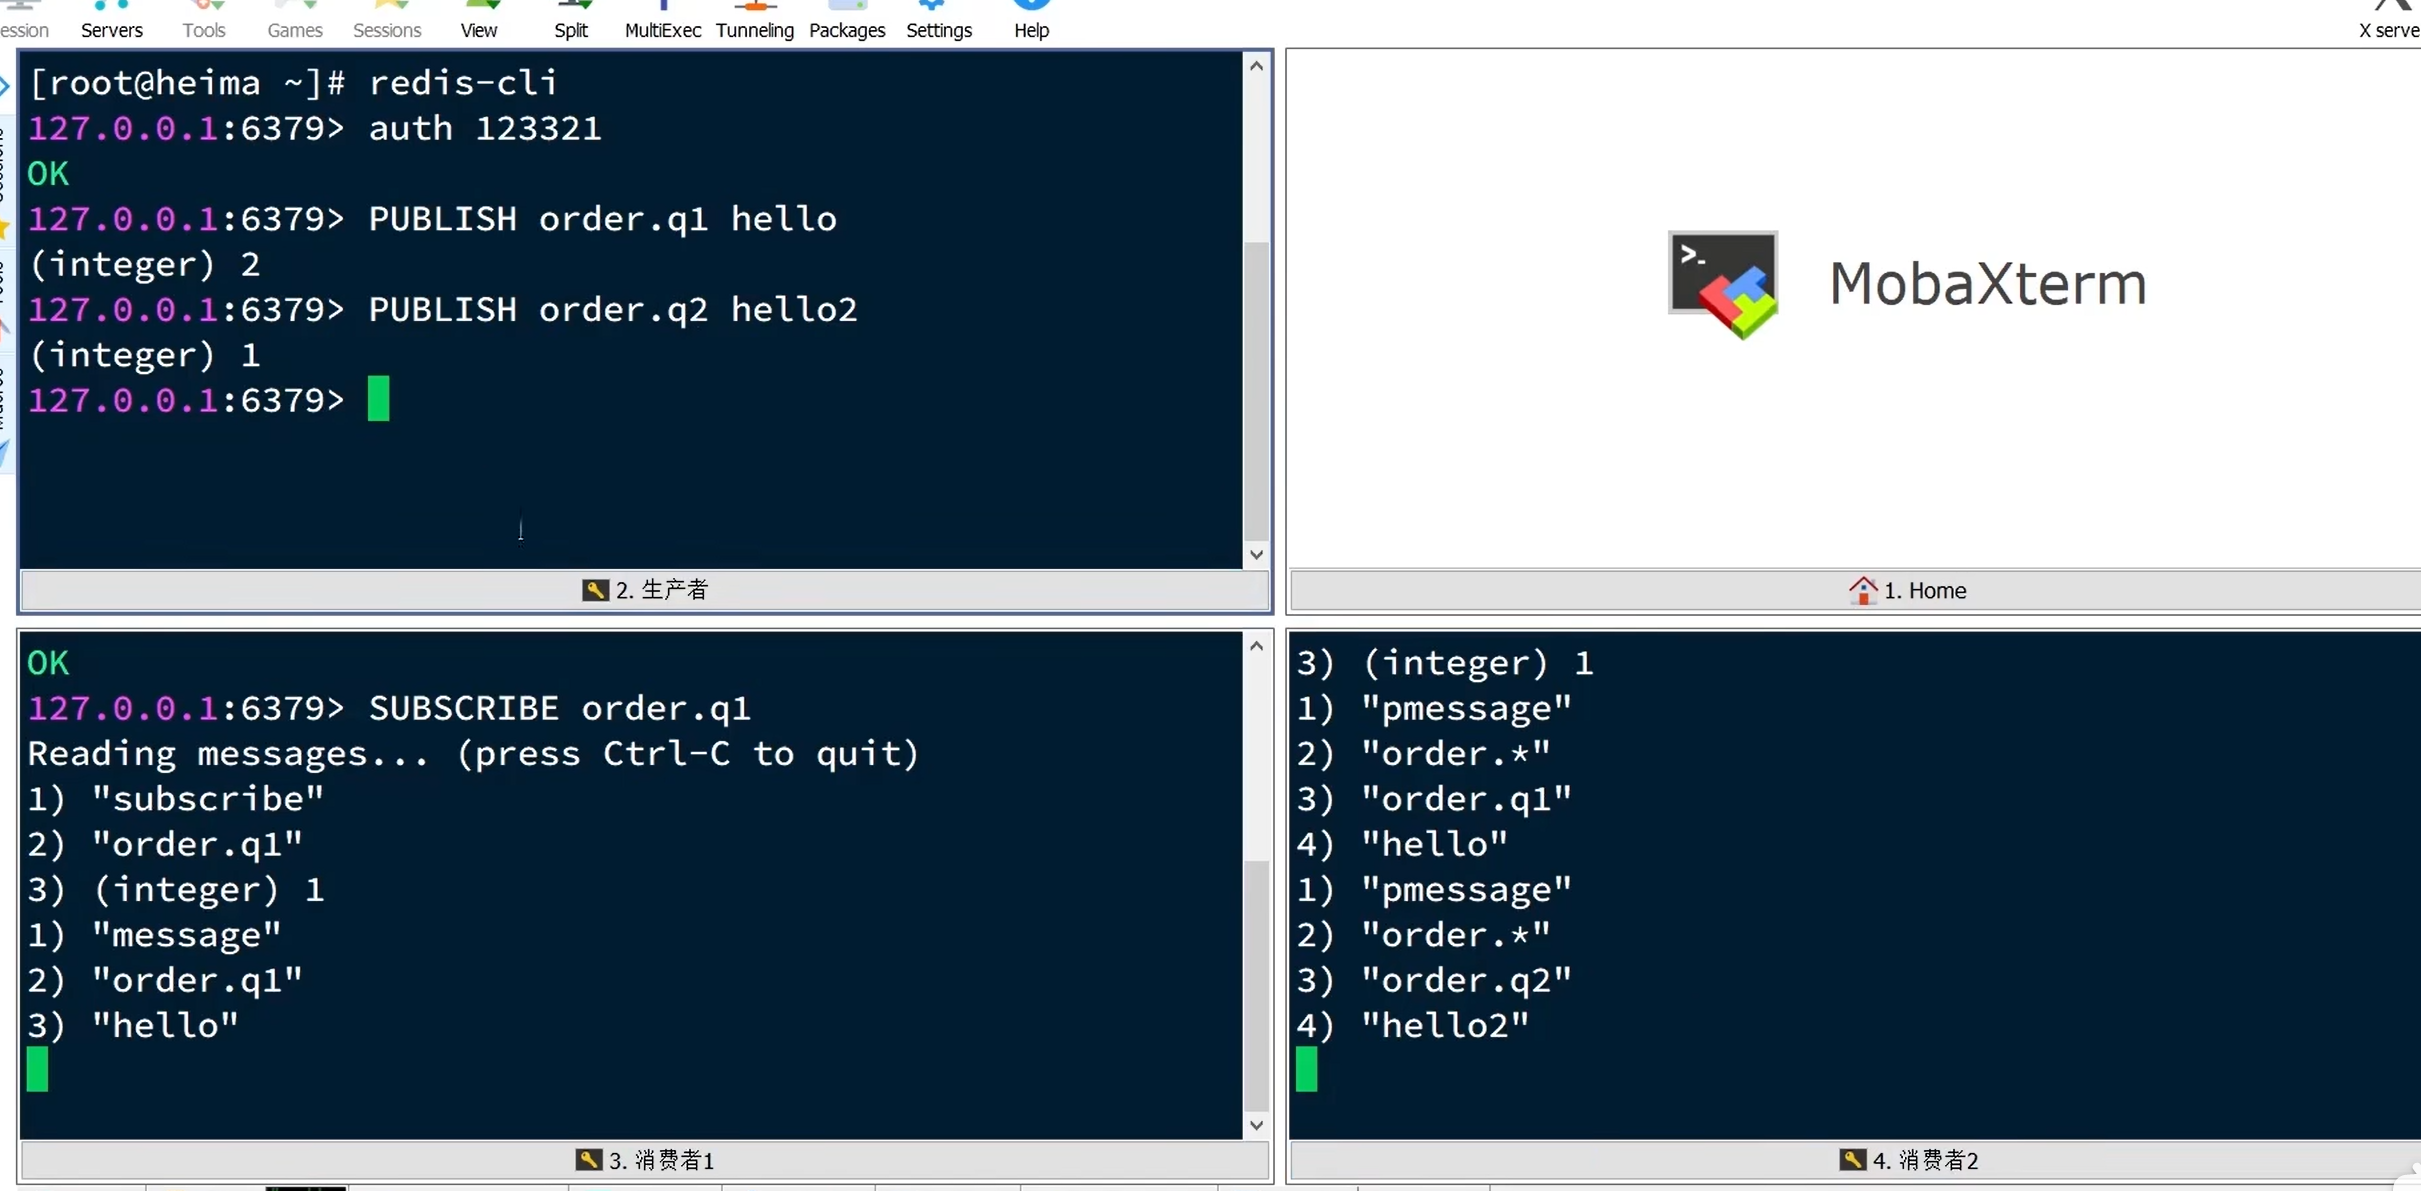 ession Servers Tools Games Sessions View Split MultiExec Tunneling Packages Settings Help X serve
[root@heima ~]# redis-cli
127.0.0.1:6379> auth 123321
OK
127.0.0.1:6379> PUBLISH order.q1 hello
(integer) 2
127.0.0.1:6379> PUBLISH order.q2 hello2
(integer) 1
127.0.0.1:6379>
2. 生产者
MobaXterm
1. Home
OK
127.0.0.1:6379> SUBSCRIBE order.q1
Reading messages... (press Ctrl-C to quit)
1) "subscribe"
2) "order.q1"
3) (integer) 1
1) "message"
2) "order.q1"
3) "hello"
3. 消费者1
3) (integer) 1
1) "pmessage"
2) "order.*"
3) "order.q1"
4) "hello"
1) "pmessage"
2) "order.*"
3) "order.q2"
4) "hello2"
4. 消费者2